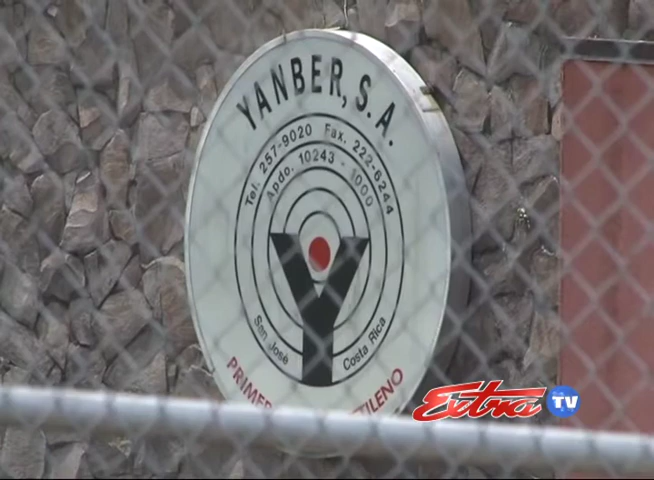 YANBER, S.A.
Tel. 257-9020 Fax. 222-6244
Apdo. 10243 - 1000
San José Costa Rica
Extra TV